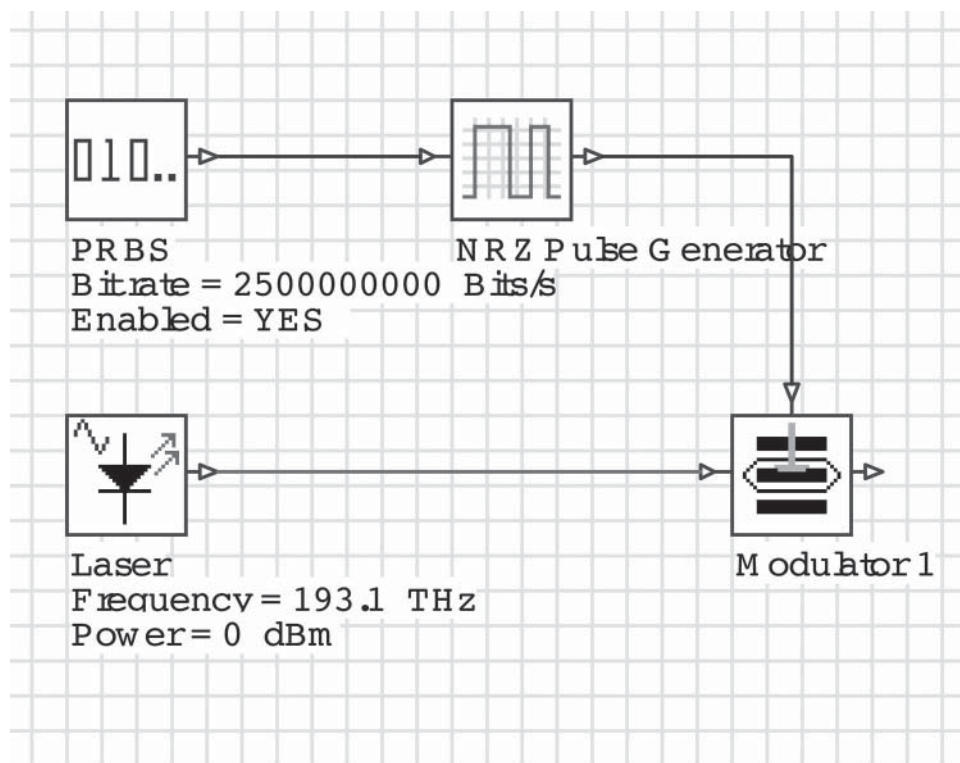 010..
PRBS
Bitrate = 2500000000 Bits/s
Enabled = YES
NRZ Pulse Generator
Laser
Frequency = 193.1 THz
Power = 0 dBm
Modulator 1